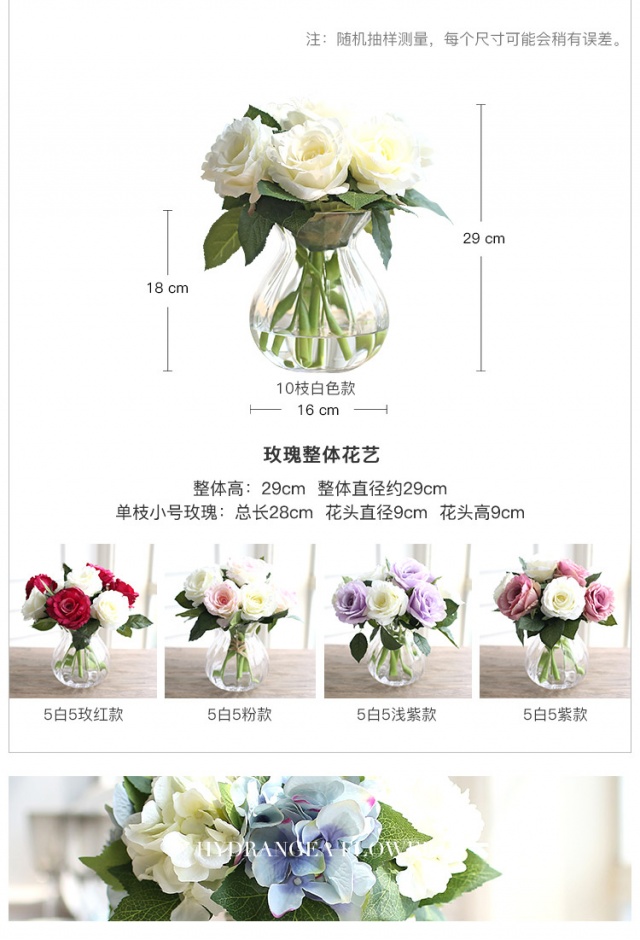 注：随机抽样测量，每个尺寸可能会稍有误差。
29 cm
18 cm
10枝白色款
16 cm
玫瑰整体花艺
整体高：29cm 整体直径约29cm
单枝小号玫瑰：总长28cm 花头直径9cm 花头高9cm
5白5玫红款 5白5粉款 5白5浅紫款 5白5紫款
HYDRANGEA FLOWE